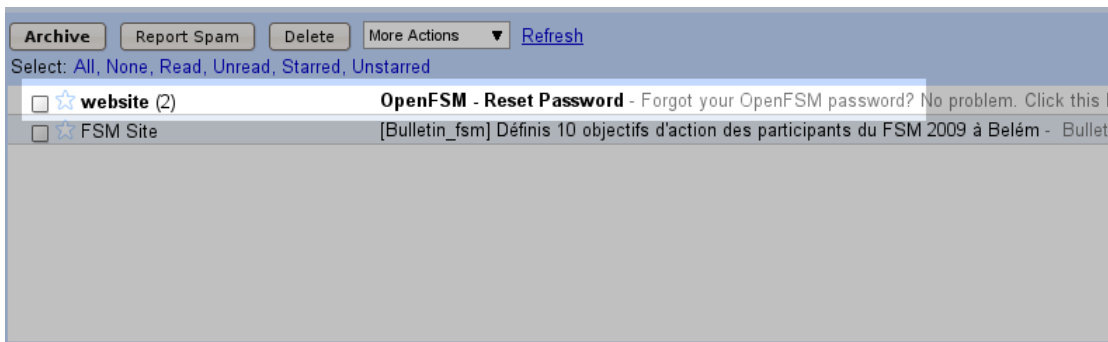 Archive Report Spam Delete More Actions Refresh
Select: All, None, Read, Unread, Starred, Unstarred
website (2) OpenFSM - Reset Password - Forgot your OpenFSM password? No problem. Click this
FSM Site [Bulletin_fsm] Définis 10 objectifs d'action des participants du FSM 2009 à Belém - Bullet